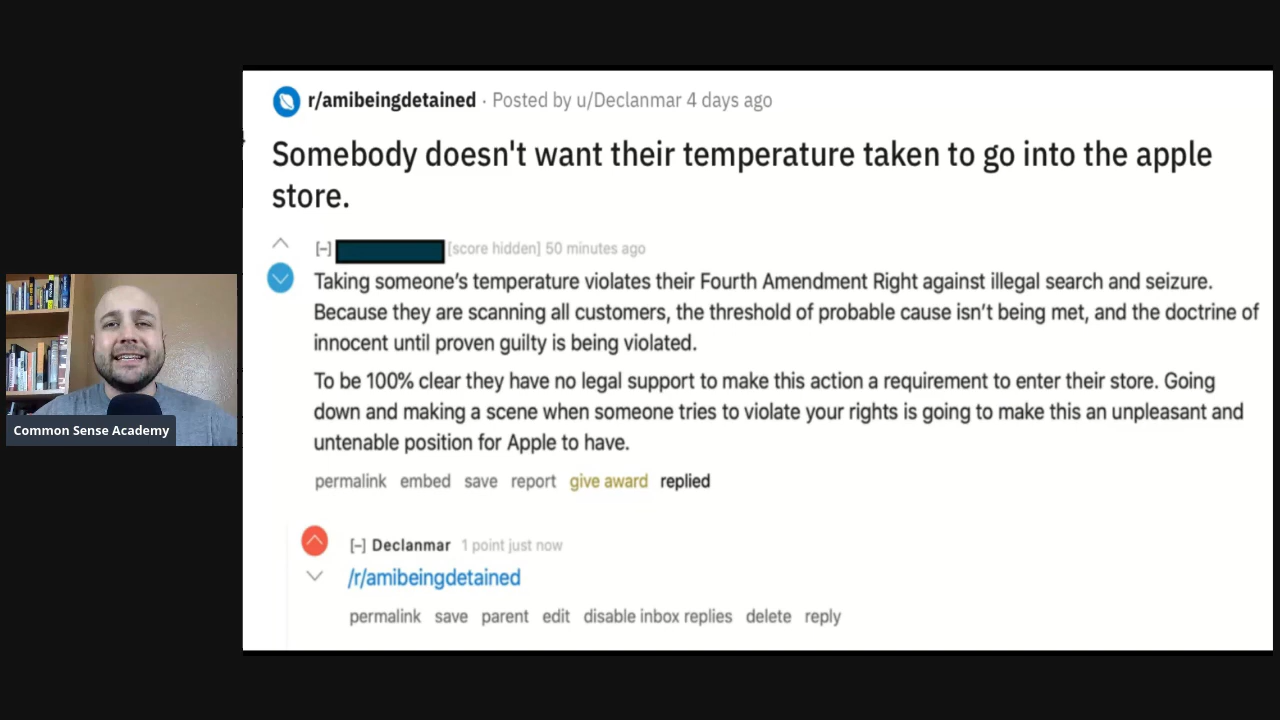 r/amibeingdetained · Posted by u/Declanmar 4 days ago
Somebody doesn't want their temperature taken to go into the apple
store.
[–] [score hidden] 50 minutes ago
Taking someone’s temperature violates their Fourth Amendment Right against illegal search and seizure.
Because they are scanning all customers, the threshold of probable cause isn’t being met, and the doctrine of
innocent until proven guilty is being violated.
To be 100% clear they have no legal support to make this action a requirement to enter their store. Going
down and making a scene when someone tries to violate your rights is going to make this an unpleasant and
untenable position for Apple to have.
permalink embed save report give award replied
[–] Declanmar 1 point just now
/r/amibeingdetained
permalink save parent edit disable inbox replies delete reply
Common Sense Academy